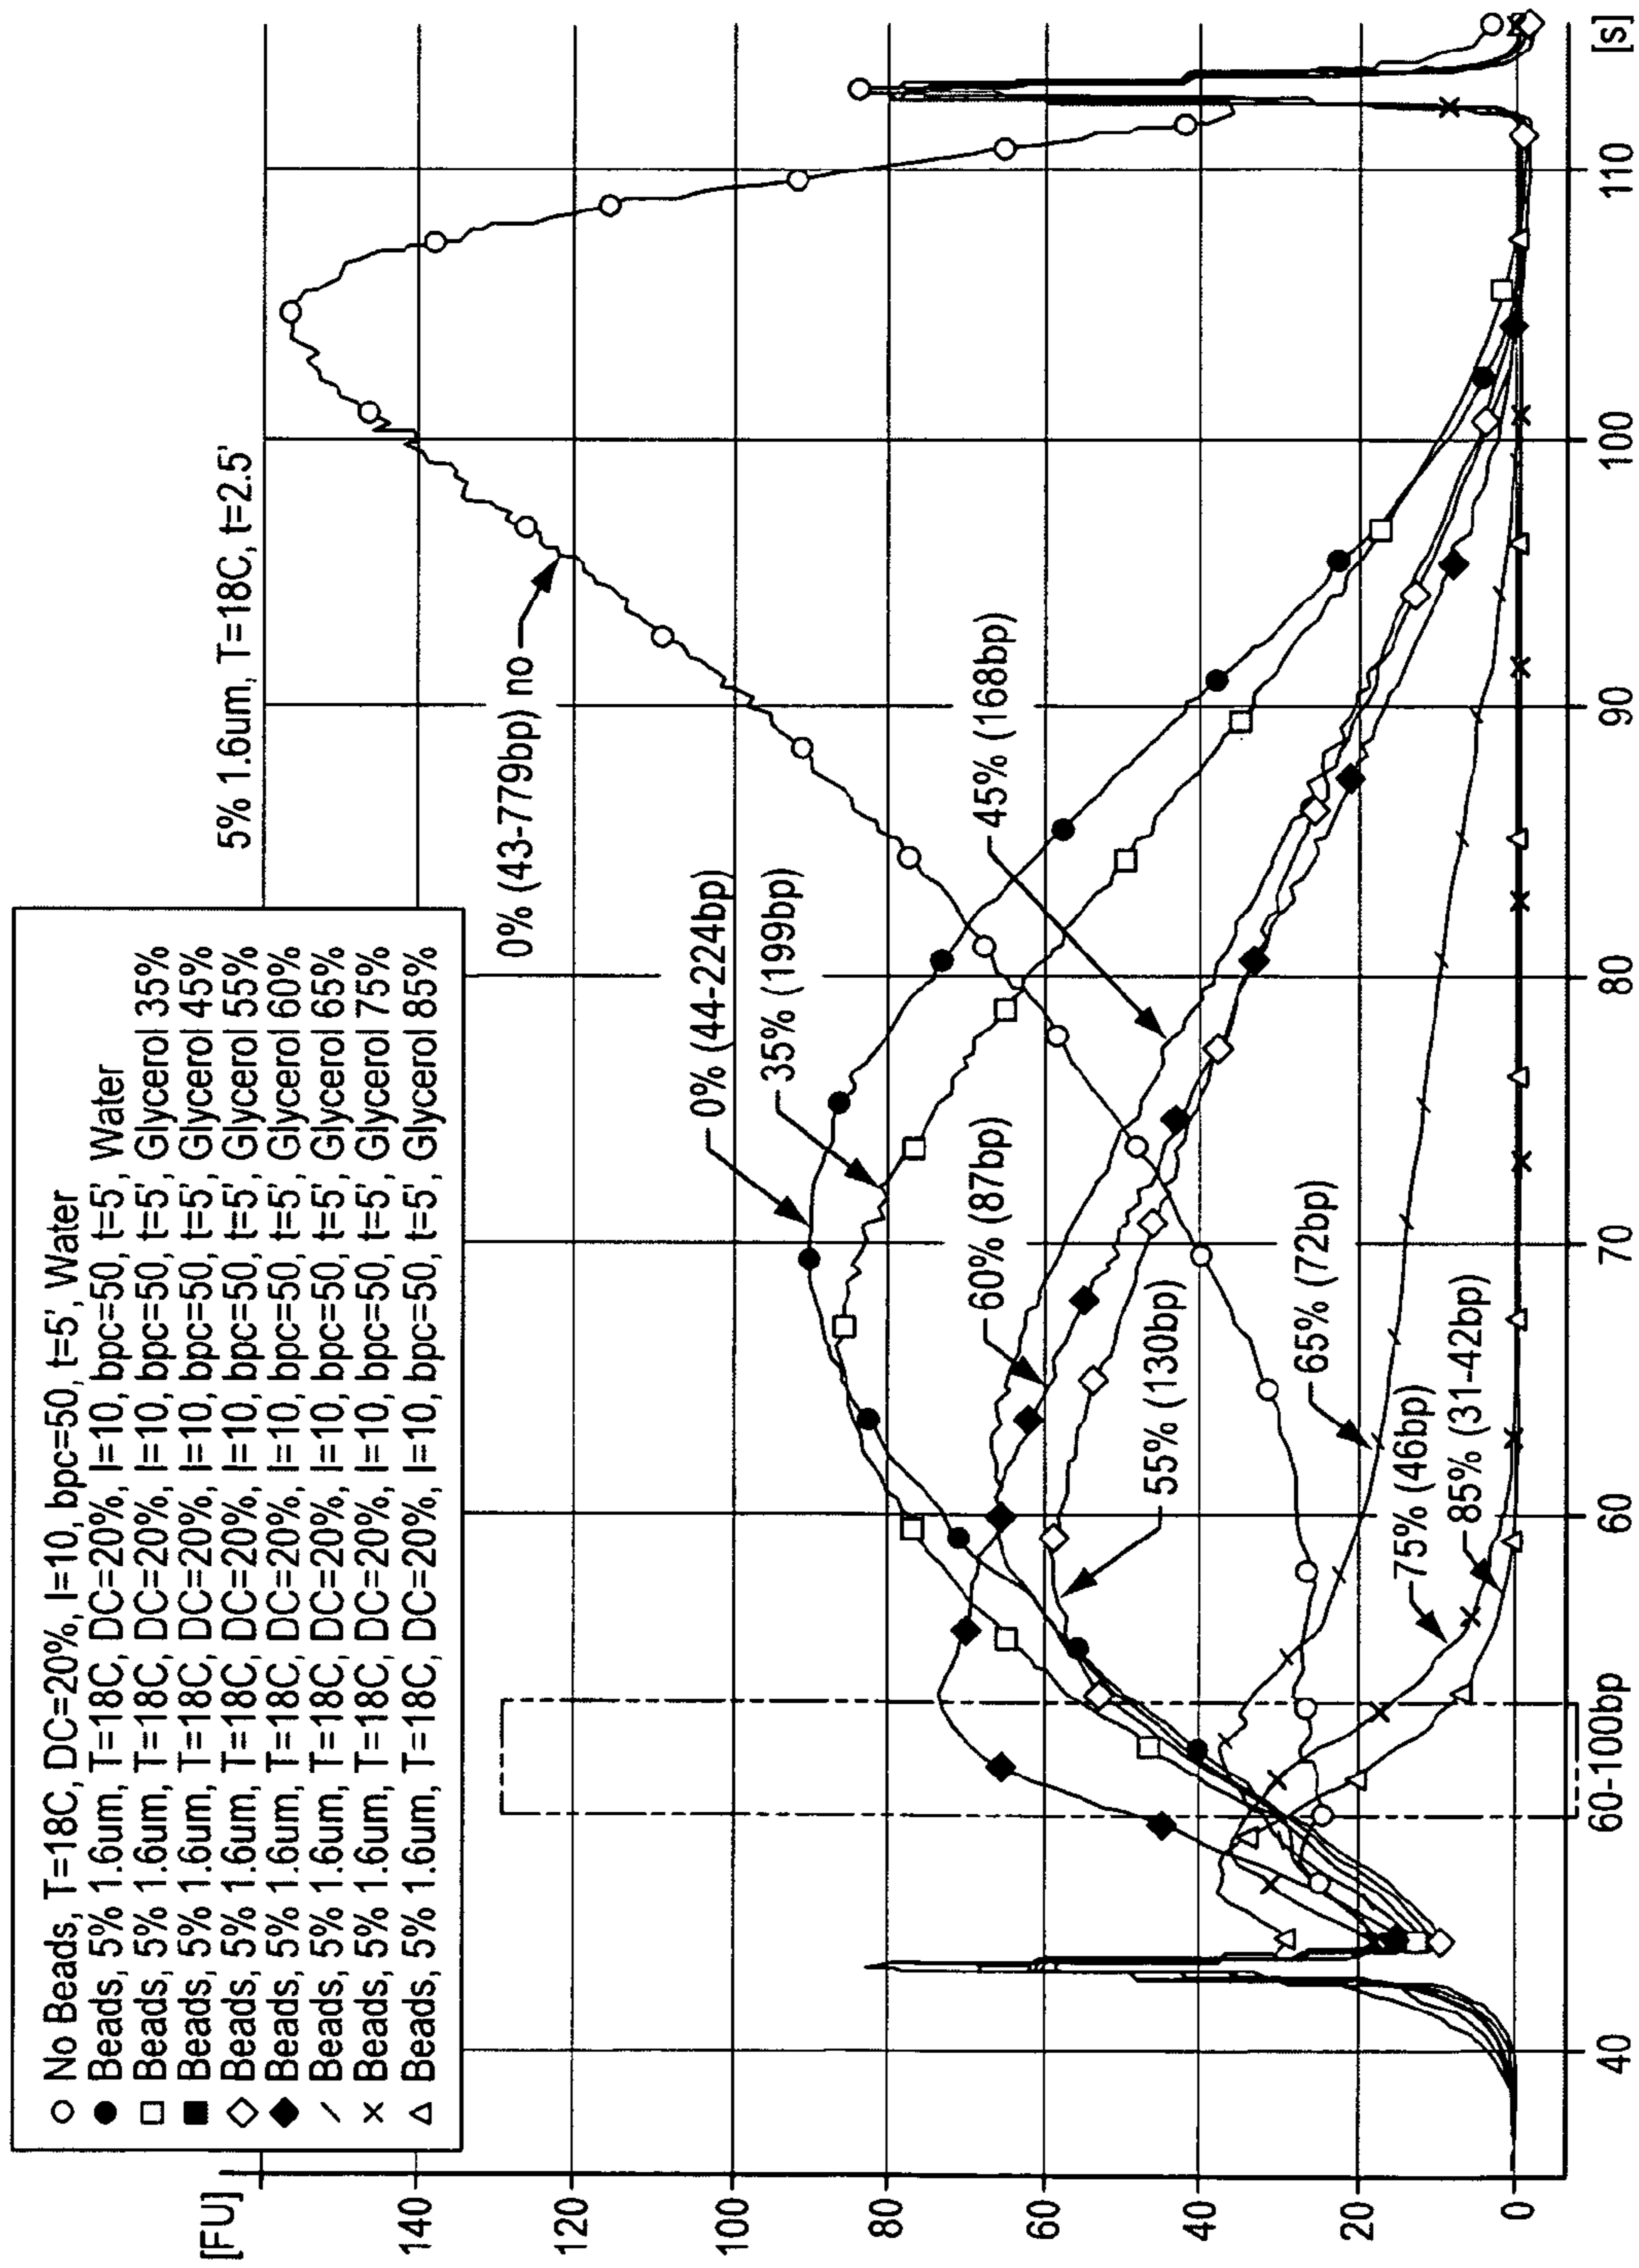 ○ No Beads, T=18C, DC=20%, I=10, bpc=50, t=5', Water
● Beads, 5% 1.6um, T=18C, DC=20%, I=10, bpc=50, t=5', Water
□ Beads, 5% 1.6um, T=18C, DC=20%, I=10, bpc=50, t=5', Glycerol 35%
■ Beads, 5% 1.6um, T=18C, DC=20%, I=10, bpc=50, t=5', Glycerol 45%
◇ Beads, 5% 1.6um, T=18C, DC=20%, I=10, bpc=50, t=5', Glycerol 55%
◆ Beads, 5% 1.6um, T=18C, DC=20%, I=10, bpc=50, t=5', Glycerol 60%
∕ Beads, 5% 1.6um, T=18C, DC=20%, I=10, bpc=50, t=5', Glycerol 65%
× Beads, 5% 1.6um, T=18C, DC=20%, I=10, bpc=50, t=5', Glycerol 75%
△ Beads, 5% 1.6um, T=18C, DC=20%, I=10, bpc=50, t=5', Glycerol 85%
5% 1.6um, T=18C, t=2.5'
[FU]
140
120
100
80
60
40
20
0
0% (43-779bp) no
0% (44-224bp)
35% (199bp)
45% (168bp)
60% (87bp)
55% (130bp)
65% (72bp)
75% (46bp)
85% (31-42bp)
40
60-100bp
60
70
80
90
100
110
[s]